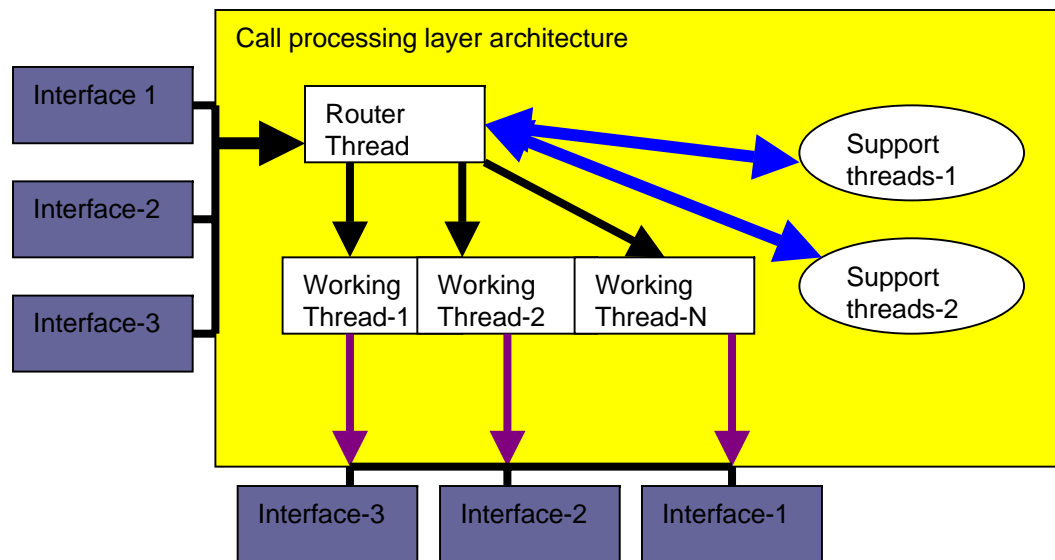 Call processing layer architecture
Interface 1
Router
Thread
Support
threads-1
Interface-2
Support
threads-2
Working
Thread-1
Working
Thread-2
Working
Thread-N
Interface-3
Interface-3
Interface-2
Interface-1